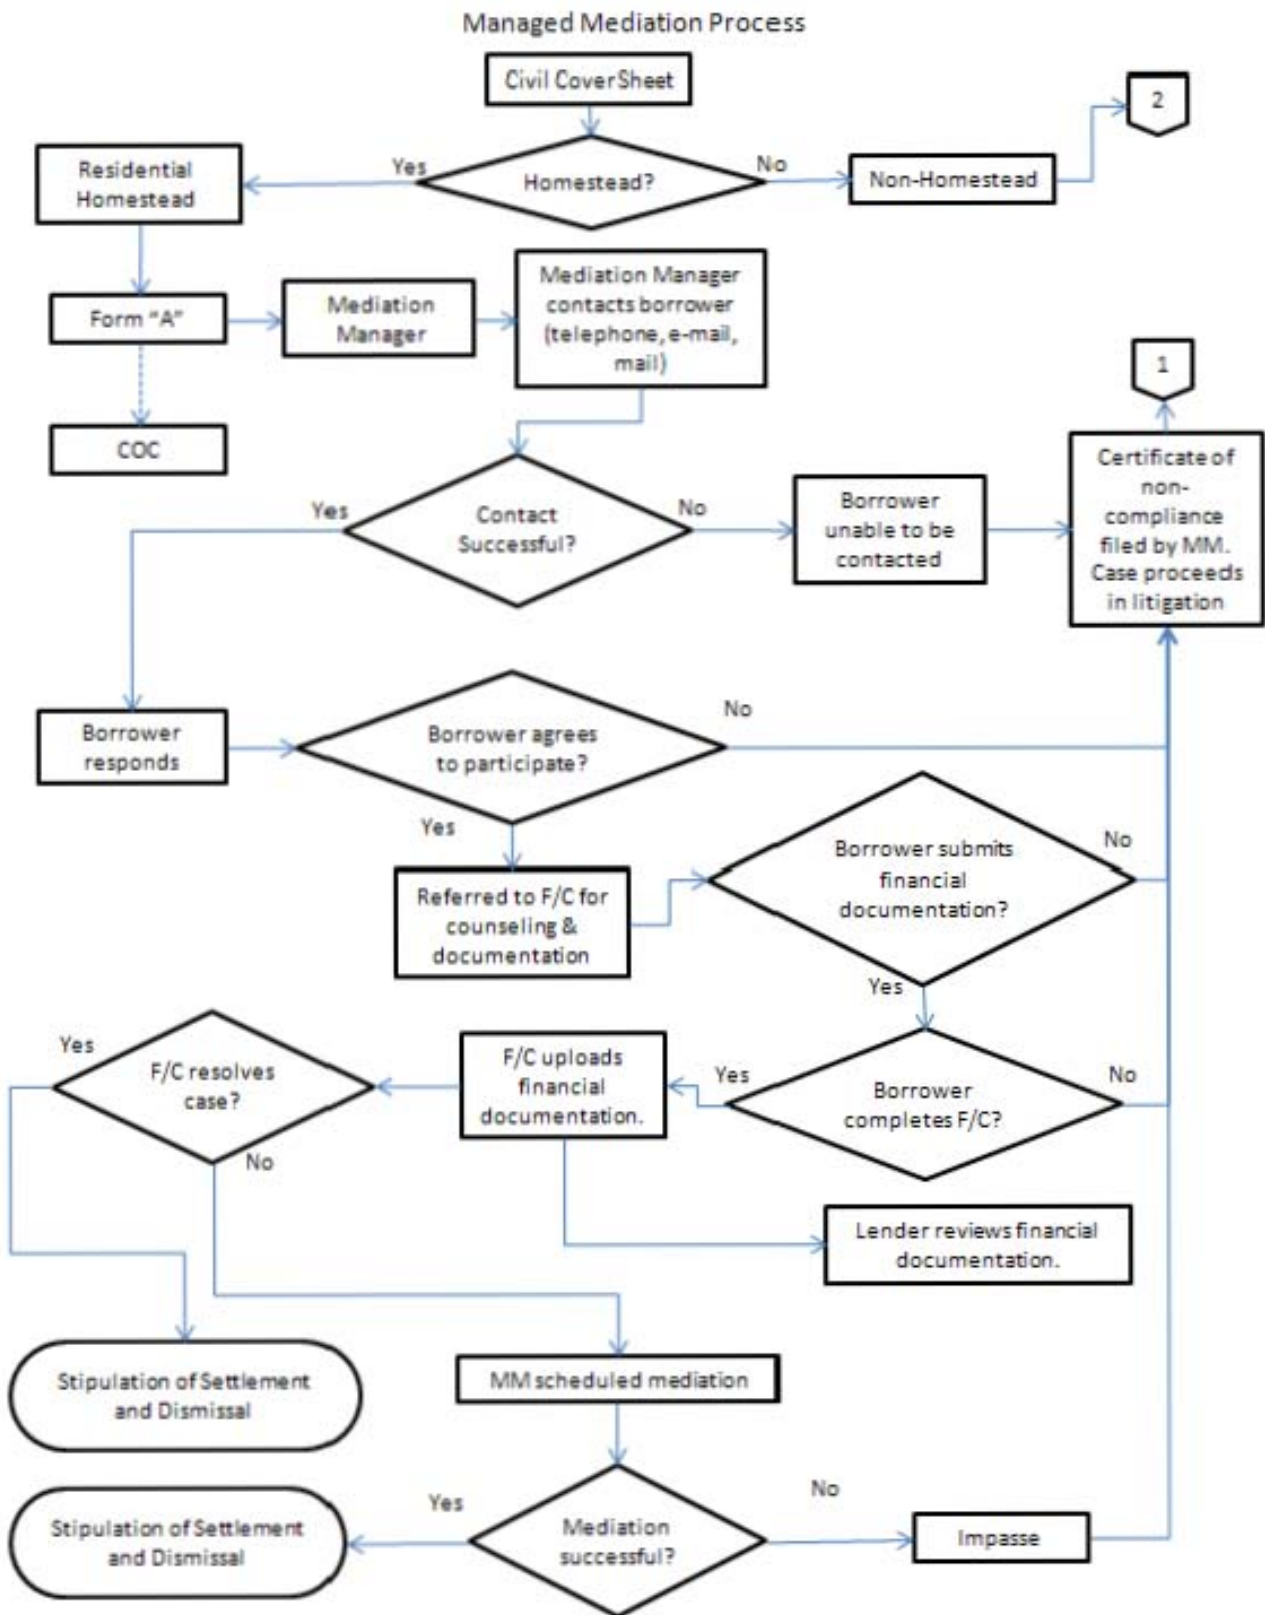 Managed Mediation Process
Civil Cover Sheet
2
Yes
Homestead?
No
Residential
Homestead
Non-Homestead
Form “A”
Mediation
Manager
Mediation Manager
contacts borrower
(telephone, e-mail,
mail)
1
COC
Yes
Contact
Successful?
No
Borrower
unable to be
contacted
Certificate of
non-
compliance
filed by MM.
Case proceeds
in litigation
Borrower
responds
Borrower agrees
to participate?
No
Yes
Referred to F/C for
counseling &
documentation
Borrower submits
financial
documentation?
No
Yes
Yes
F/C resolves
case?
No
F/C uploads
financial
documentation.
Yes
Borrower
completes F/C?
No
Lender reviews financial
documentation.
Stipulation of Settlement
and Dismissal
MM scheduled mediation
Stipulation of Settlement
and Dismissal
Yes
Mediation
successful?
No
Impasse